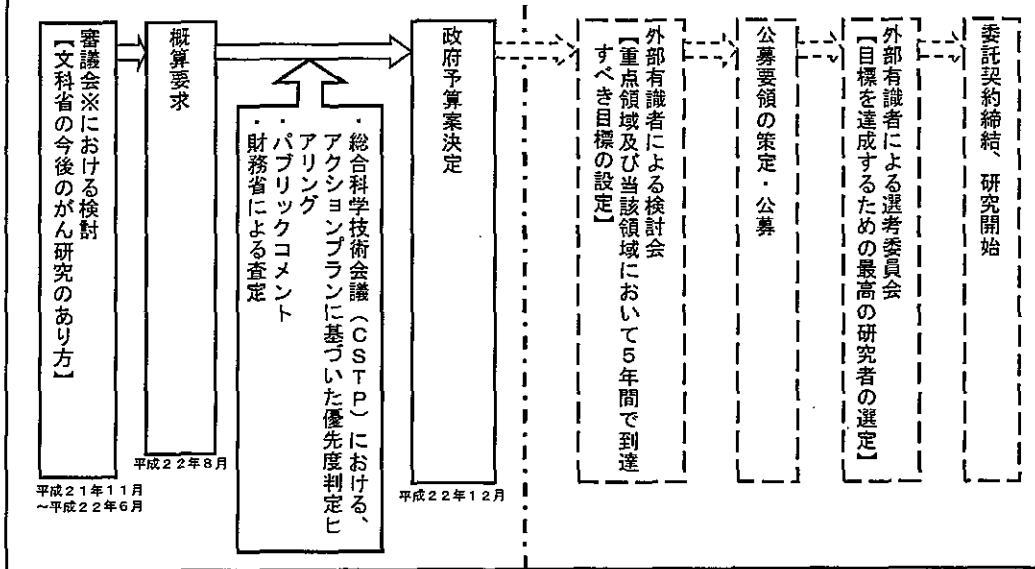 審議会※における検討
【文科省の今後のがん研究のあり方】
平成21年11月
～平成22年6月
概算要求
平成22年8月
・総合科学技術会議（CSTP）における、
アクションプランに基づいた優先度判定ヒ
アリング
・パブリックコメント
・財務省による査定
政府予算案決定
平成22年12月
外部有識者による検討会
【重点領域及び当該領域において5年間で到達
すべき目標の設定】
公募要領の策定・公募
外部有識者による選考委員会
【目標を達成するための最高の研究者の選定】
委託契約締結、研究開始